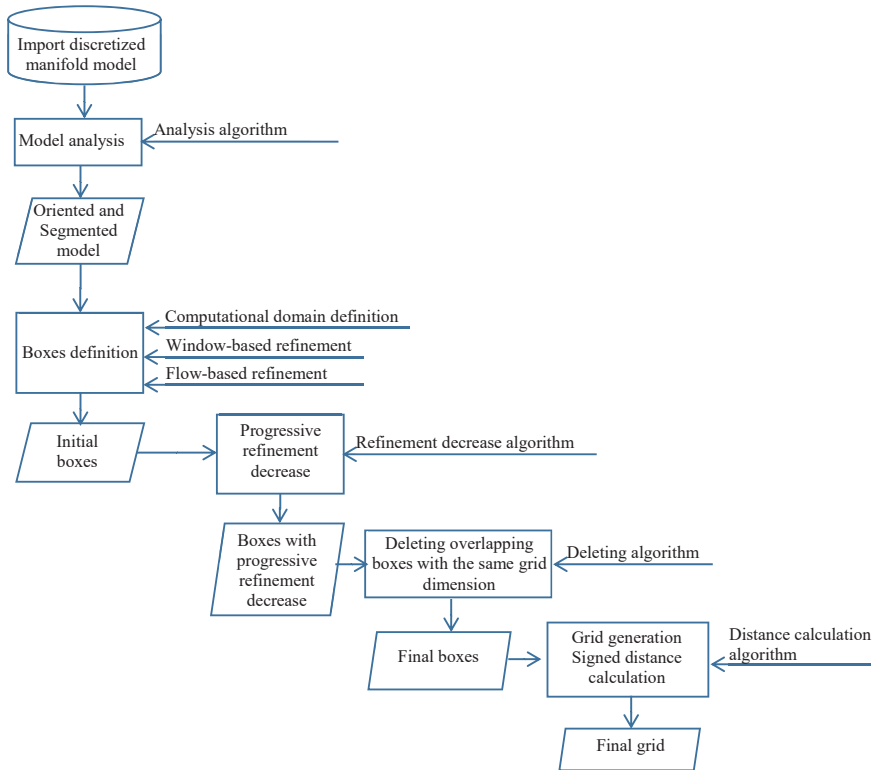 Import discretized
manifold model
Model analysis
Analysis algorithm
Oriented and
Segmented
model
Boxes definition
Computational domain definition
Window-based refinement
Flow-based refinement
Initial
boxes
Progressive
refinement
decrease
Refinement decrease algorithm
Boxes with
progressive
refinement
decrease
Deleting overlapping
boxes with the same grid
dimension
Deleting algorithm
Final boxes
Grid generation
Signed distance
calculation
Distance calculation
algorithm
Final grid